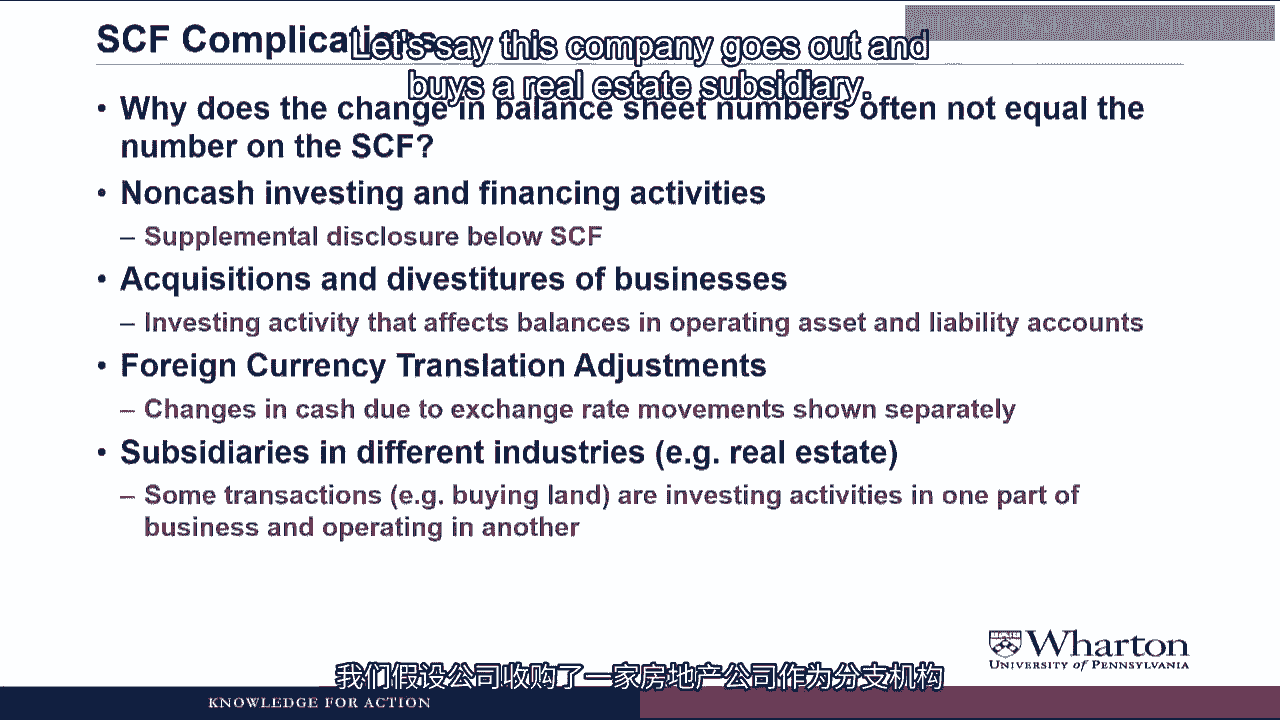 SCF Complications
Let's say this company goes out and
buys a real estate subsidiary.
• Why does the change in balance sheet numbers often not equal the
number on the SCF?
• Noncash investing and financing activities
– Supplemental disclosure below SCF
• Acquisitions and divestitures of businesses
– Investing activity that affects balances in operating asset and liability accounts
• Foreign Currency Translation Adjustments
– Changes in cash due to exchange rate movements shown separately
• Subsidiaries in different industries (e.g. real estate)
– Some transactions (e.g. buying land) are investing activities in one part of
business and operating in another
Wharton
UNIVERSITY of PENNSYLVANIA
我们假设公司收购了一家房地产公司作为分支机构
KNOWLEDGE FOR ACTION